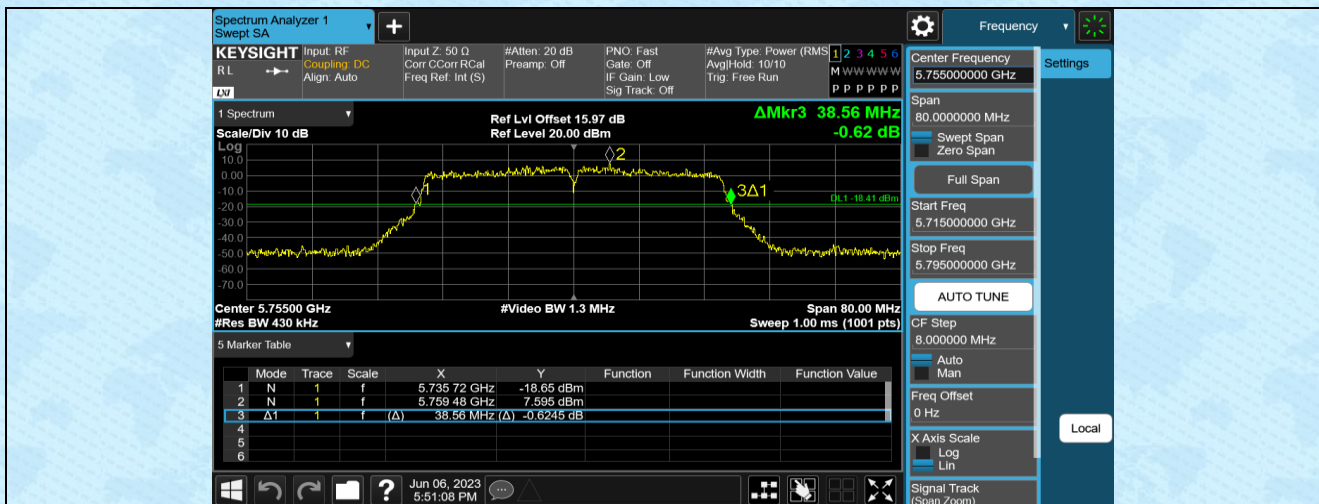 Spectrum Analyzer 1
Swept SA
+
Frequency
KEYSIGHT
R L
LXI
Input: RF
Coupling: DC
Align: Auto
Input Z: 50 Ω
Corr CCorr RCal
Freq Ref: Int (S)
#Atten: 20 dB
Preamp: Off
PNO: Fast
Gate: Off
IF Gain: Low
Sig Track: Off
#Avg Type: Power (RMS
Avg|Hold: 10/10
Trig: Free Run
1 2 3 4 5 6
M W W W W W
P P P P P P
1 Spectrum
Scale/Div 10 dB
Ref Lvl Offset 15.97 dB
Ref Level 20.00 dBm
ΔMkr3 38.56 MHz
-0.62 dB
Log
10.0
0.00
-10.0
-20.0
-30.0
-40.0
-50.0
-60.0
-70.0
1
2
3Δ1
DL1 -18.41 dBm
Center 5.75500 GHz
#Res BW 430 kHz
#Video BW 1.3 MHz
Span 80.00 MHz
Sweep 1.00 ms (1001 pts)
5 Marker Table
Mode Trace Scale X Y Function Function Width Function Value
1 N 1 f 5.735 72 GHz -18.65 dBm
2 N 1 f 5.759 48 GHz 7.595 dBm
3 Δ1 1 f (Δ) 38.56 MHz (Δ) -0.6245 dB
4
5
6
?
Jun 06, 2023
5:51:08 PM
Center Frequency
5.755000000 GHz
Span
80.0000000 MHz
Swept Span
Zero Span
Full Span
Start Freq
5.715000000 GHz
Stop Freq
5.795000000 GHz
AUTO TUNE
CF Step
8.000000 MHz
Auto
Man
Freq Offset
0 Hz
X Axis Scale
Log
Lin
Signal Track
(Span Zoom)
Settings
Local